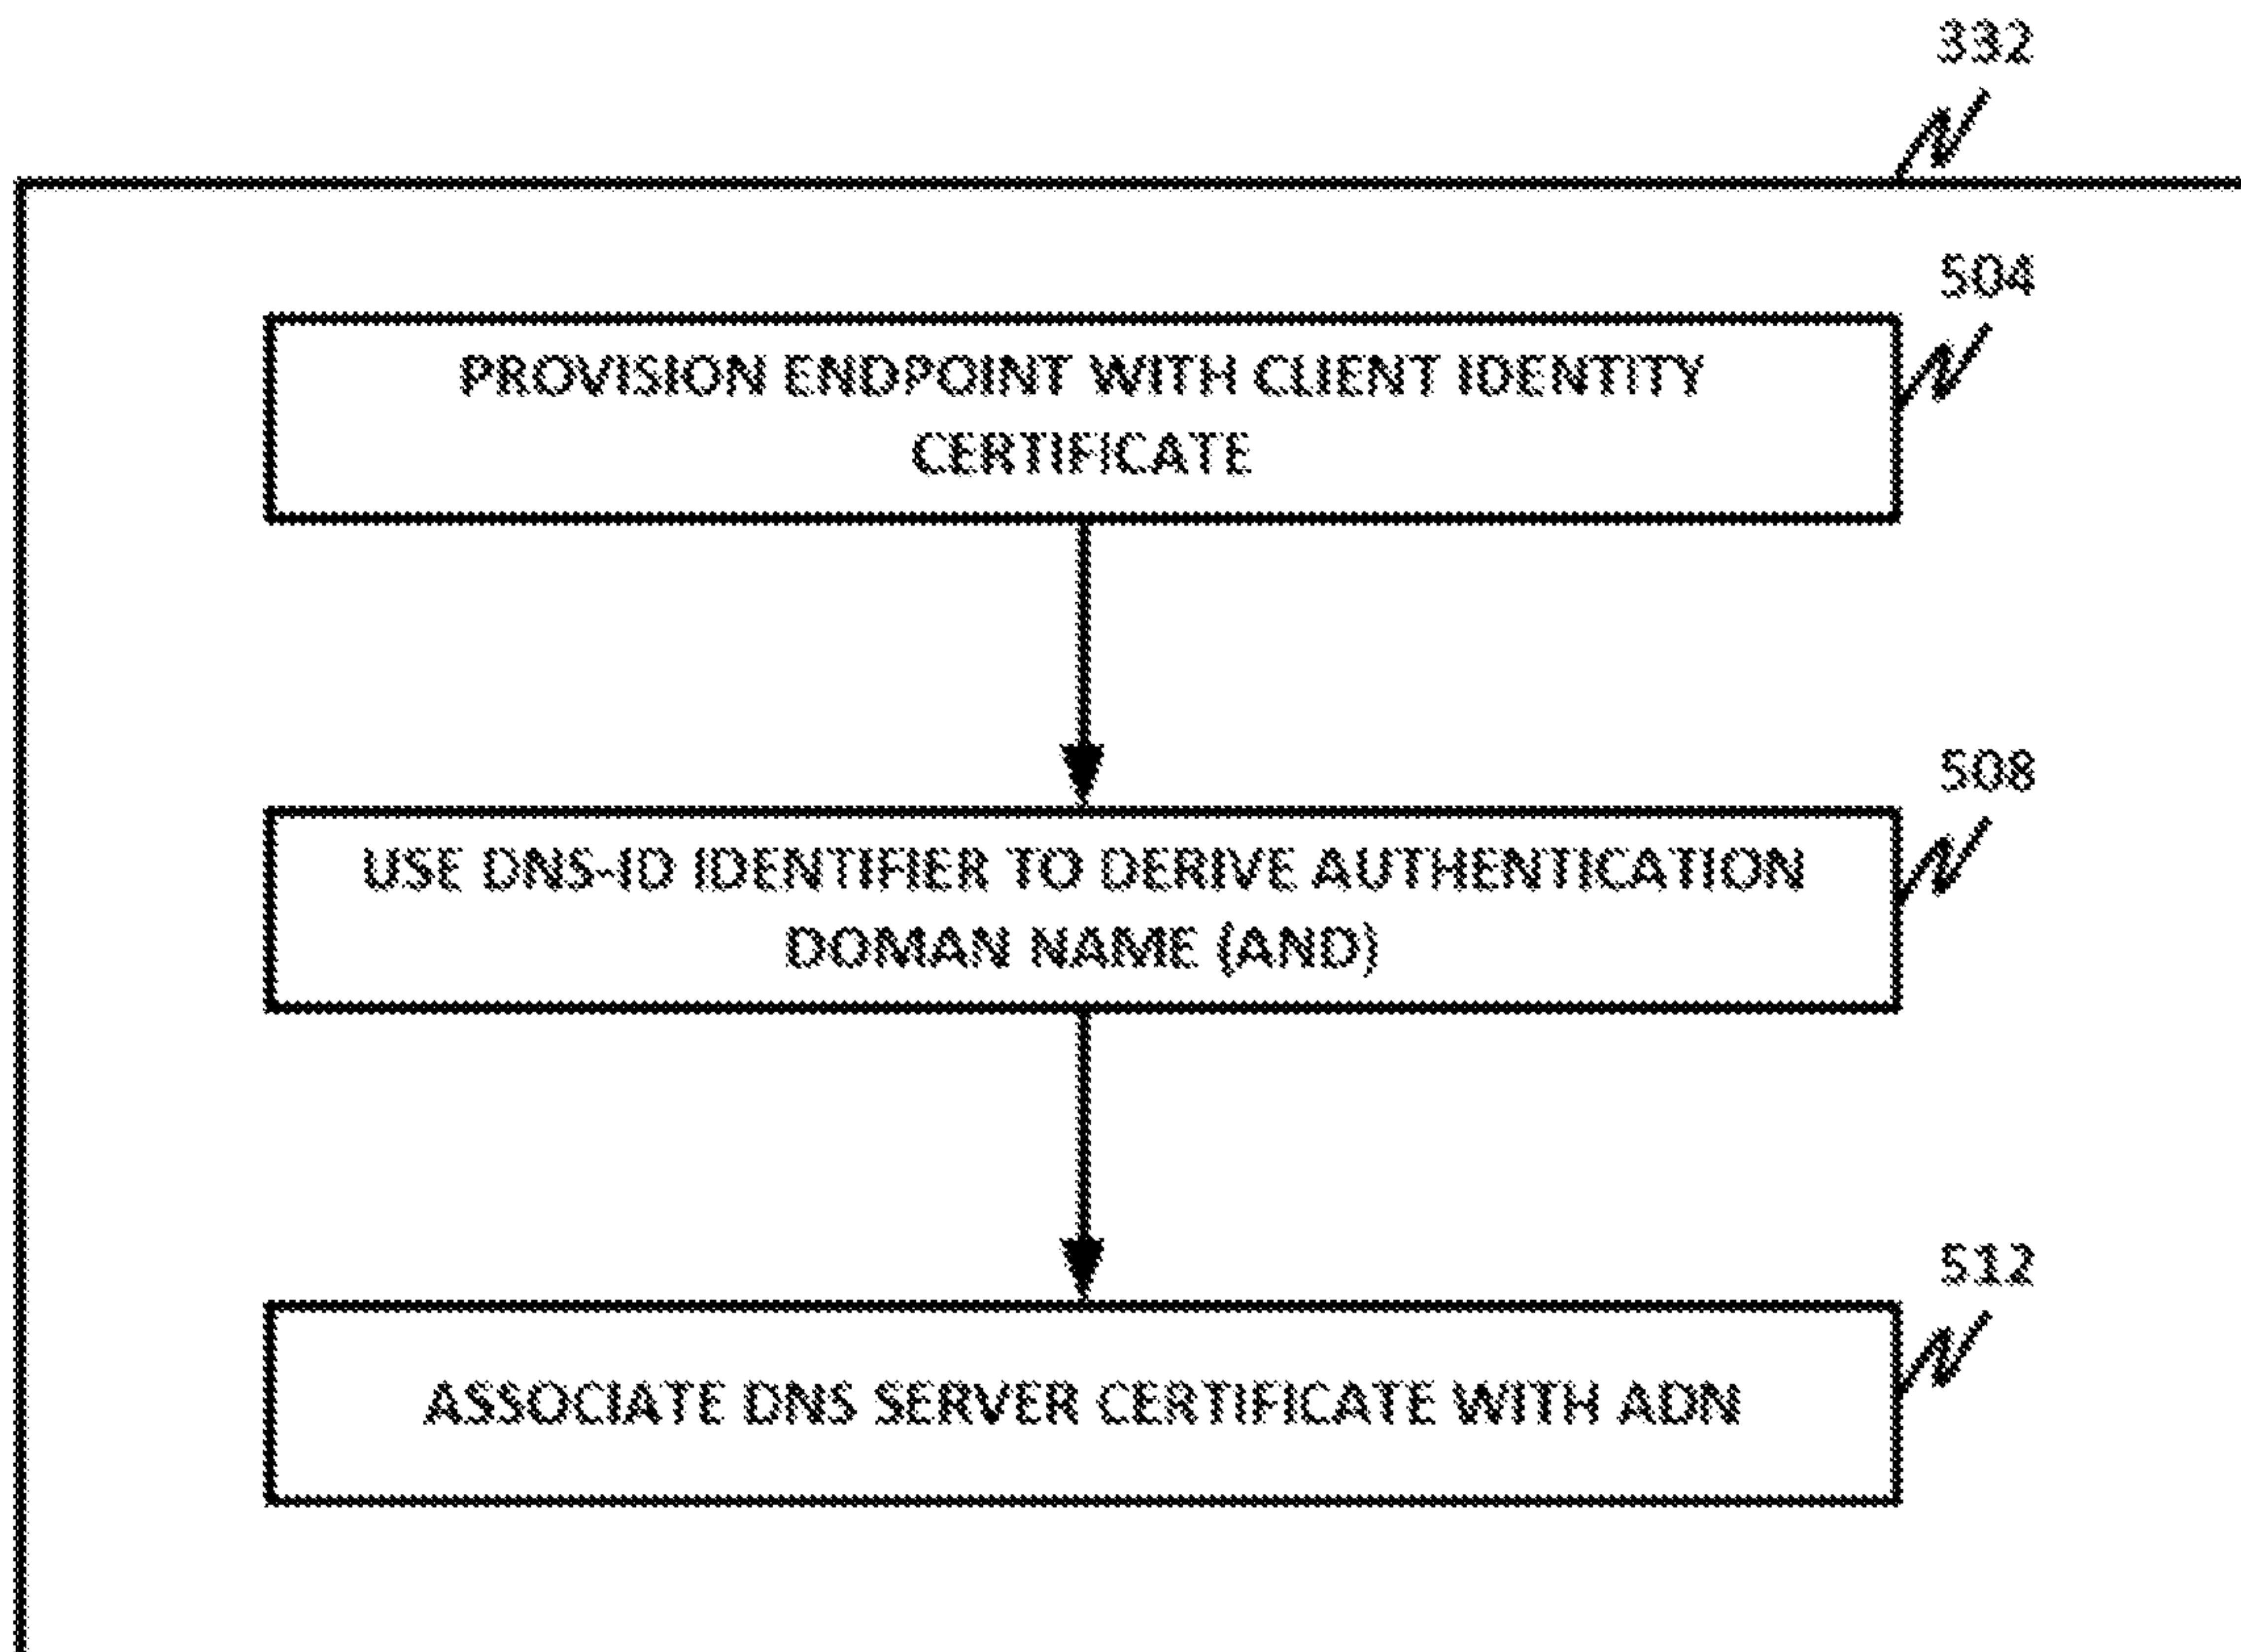 332
504
PROVISION ENDPOINT WITH CLIENT IDENTITY
CERTIFICATE
508
USE DNS-ID IDENTIFIER TO DERIVE AUTHENTICATION
DOMAN NAME (AND)
512
ASSOCIATE DNS SERVER CERTIFICATE WITH ADN